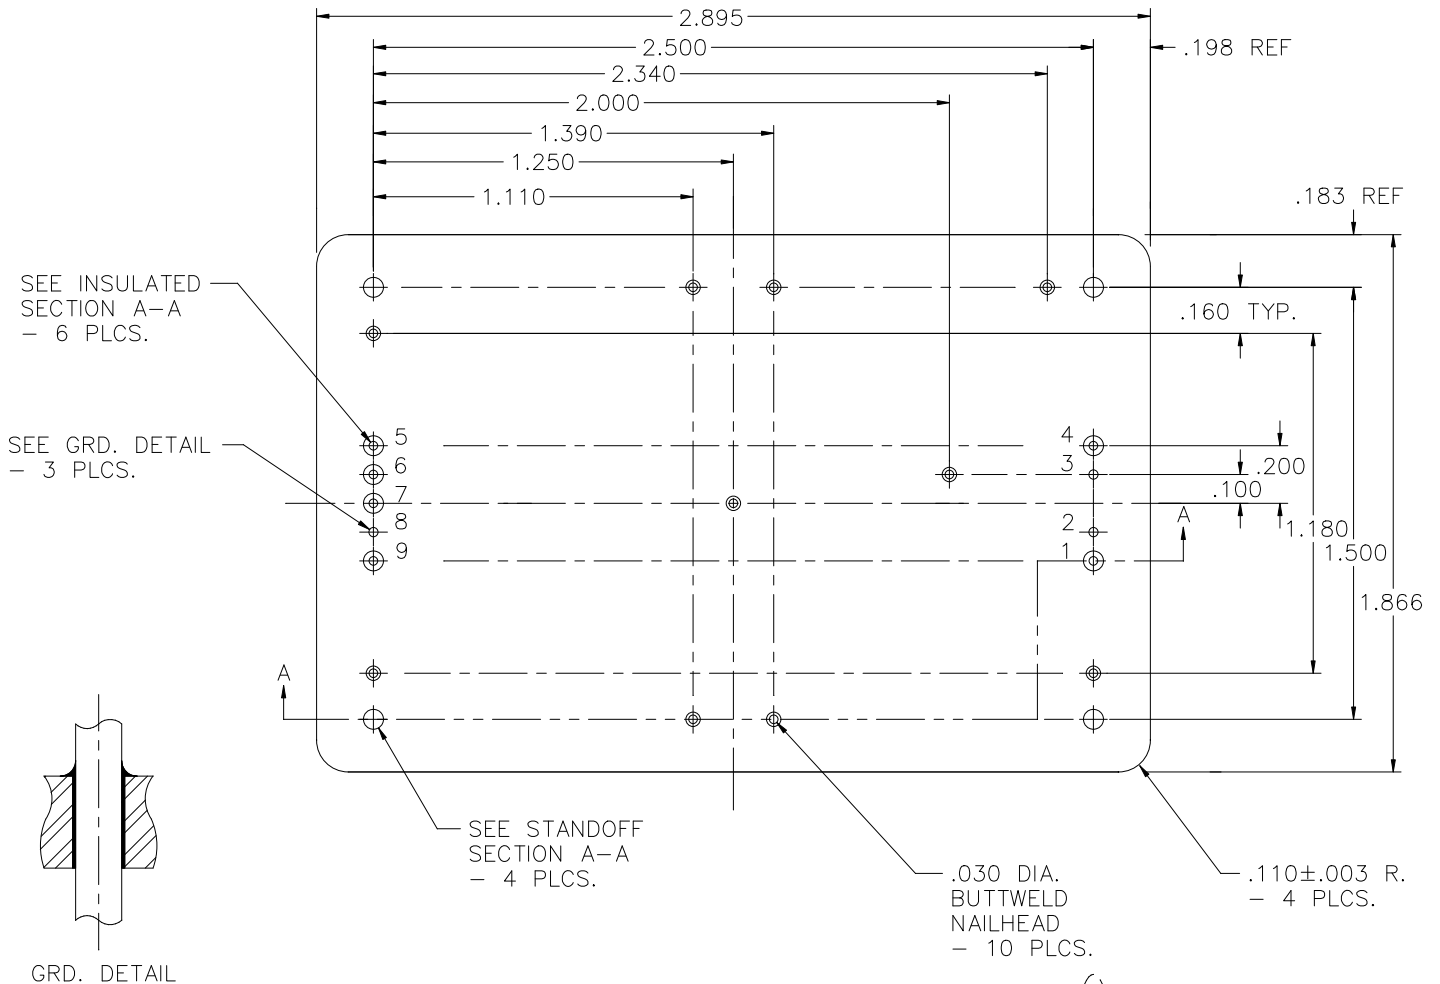 2.895
2.500
.198 REF
2.340
2.000
1.390
1.250
1.110
.183 REF
SEE INSULATED
SECTION A-A
- 6 PLCS.
.160 TYP.
SEE GRD. DETAIL
- 3 PLCS.
5
6
7
8
9
4
3
2
1
.200
.100
A
1.180
1.500
1.866
A
SEE STANDOFF
SECTION A-A
- 4 PLCS.
.030 DIA.
BUTTWELD
NAILHEAD
- 10 PLCS.
.110±.003 R.
- 4 PLCS.
GRD. DETAIL